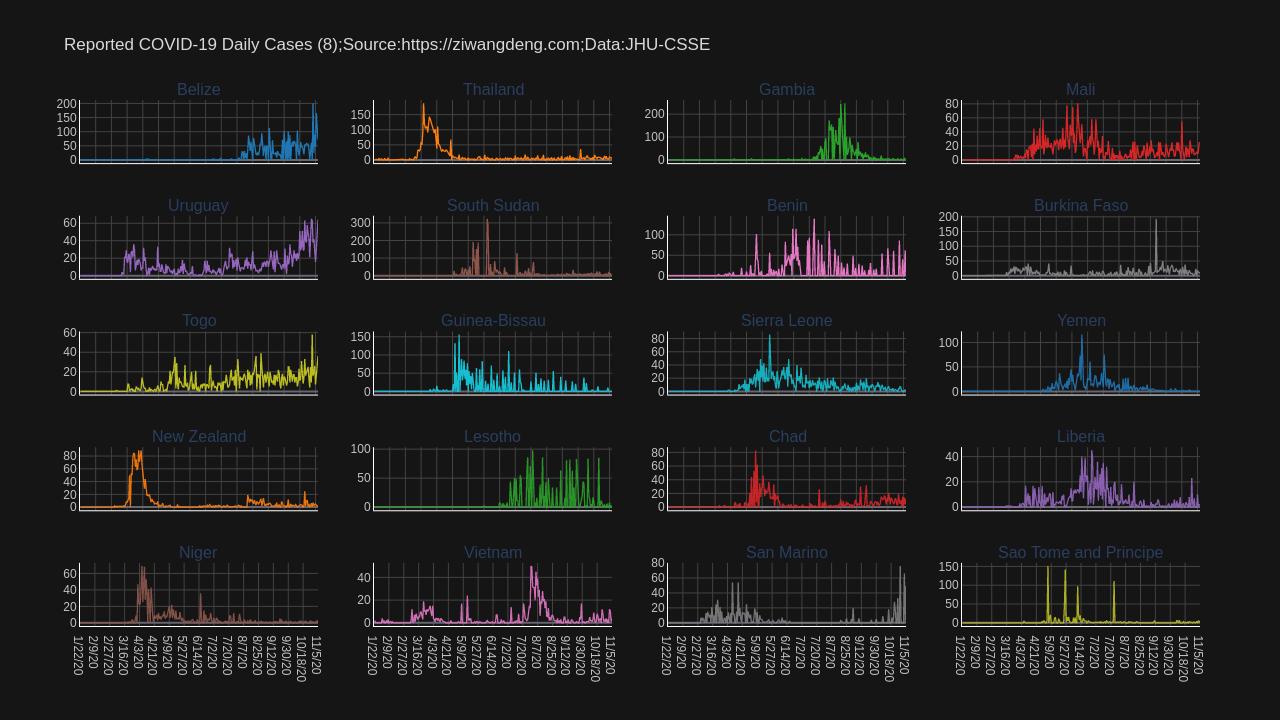 Reported COVID-19 Daily Cases (8);Source:https://ziwangdeng.com;Data:JHU-CSSE
Belize Thailand Gambia Mali
200 150 100 50 0
150 100 50 0
200 100 0
80 60 40 20 0
Uruguay South Sudan Benin Burkina Faso
60 40 20 0
300 200 100 0
100 50 0
200 150 100 50 0
Togo Guinea-Bissau Sierra Leone Yemen
60 40 20 0
150 100 50 0
80 60 40 20 0
100 50 0
New Zealand Lesotho Chad Liberia
80 60 40 20 0
100 50 0
80 60 40 20 0
40 20 0
Niger Vietnam San Marino Sao Tome and Principe
60 40 20 0
40 20 0
80 60 40 20 0
150 100 50 0
1/22/20 2/9/20 2/27/20 3/16/20 4/3/20 4/21/20 5/9/20 5/27/20 6/14/20 7/2/20 7/20/20 8/7/20 8/25/20 9/12/20 9/30/20 10/18/20 11/5/20
1/22/20 2/9/20 2/27/20 3/16/20 4/3/20 4/21/20 5/9/20 5/27/20 6/14/20 7/2/20 7/20/20 8/7/20 8/25/20 9/12/20 9/30/20 10/18/20 11/5/20
1/22/20 2/9/20 2/27/20 3/16/20 4/3/20 4/21/20 5/9/20 5/27/20 6/14/20 7/2/20 7/20/20 8/7/20 8/25/20 9/12/20 9/30/20 10/18/20 11/5/20
1/22/20 2/9/20 2/27/20 3/16/20 4/3/20 4/21/20 5/9/20 5/27/20 6/14/20 7/2/20 7/20/20 8/7/20 8/25/20 9/12/20 9/30/20 10/18/20 11/5/20